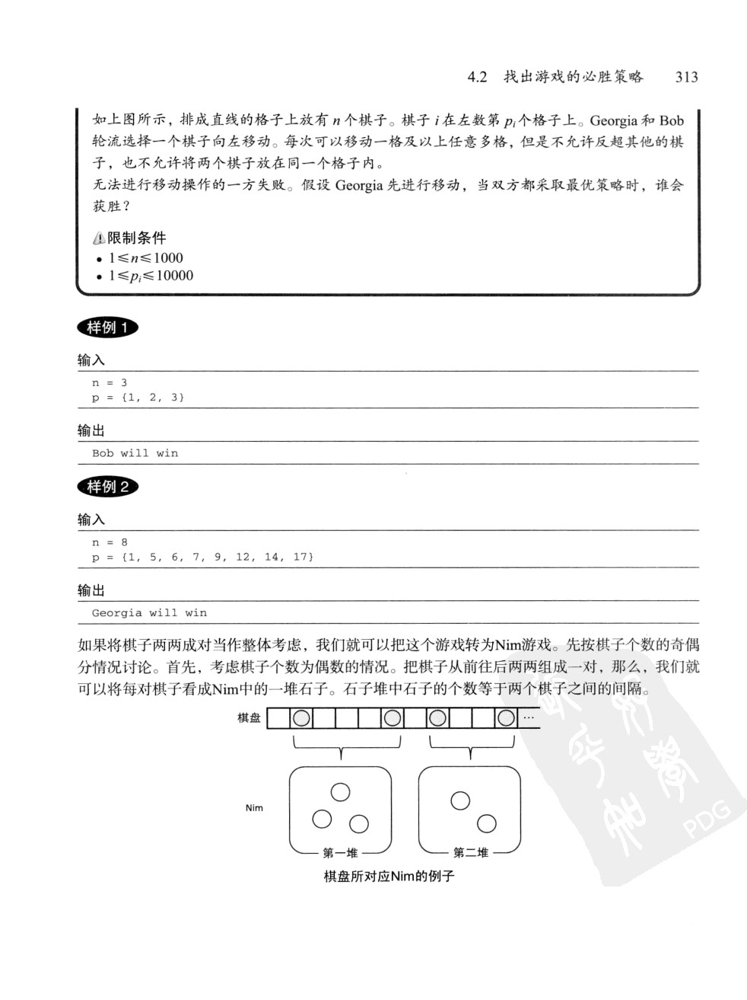 4.2 找出游戏的必胜策略 313
如上图所示，排成直线的格子上放有 n 个棋子。棋子 i 在左数第 pᵢ 个格子上。Georgia 和 Bob
轮流选择一个棋子向左移动。每次可以移动一格及以上任意多格，但是不允许反超其他的棋
子，也不允许将两个棋子放在同一个格子内。
无法进行移动操作的一方失败。假设 Georgia 先进行移动，当双方都采取最优策略时，谁会
获胜？
限制条件
• 1≤n≤1000
• 1≤pᵢ≤10000
样例 1
输入
n = 3
p = {1, 2, 3}
输出
Bob will win
样例 2
输入
n = 8
p = {1, 5, 6, 7, 9, 12, 14, 17}
输出
Georgia will win
如果将棋子两两成对当作整体考虑，我们就可以把这个游戏转为Nim游戏。先按棋子个数的奇偶
分情况讨论。首先，考虑棋子个数为偶数的情况。把棋子从前往后两两组成一对，那么，我们就
可以将每对棋子看成Nim中的一堆石子。石子堆中石子的个数等于两个棋子之间的间隔。
棋盘 …
Nim
第一堆 第二堆
棋盘所对应Nim的例子
PDG